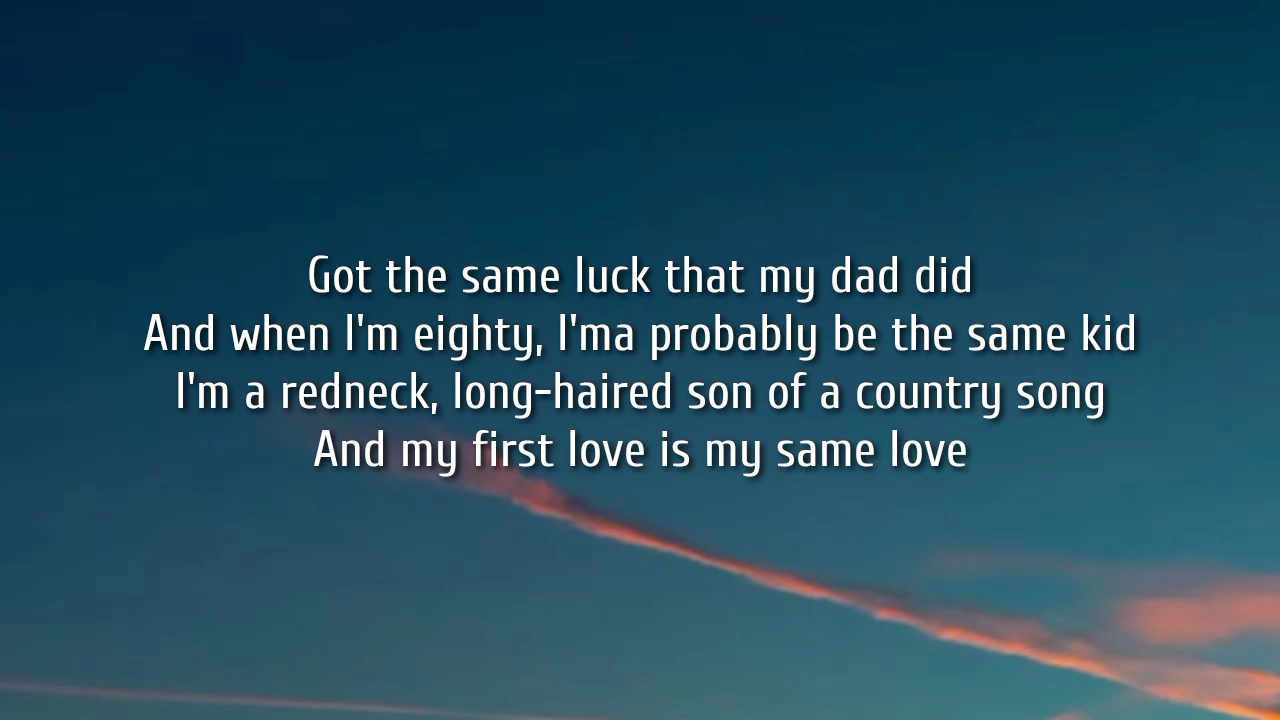 Got the same luck that my dad did
And when I'm eighty, I'ma probably be the same kid
I'm a redneck, long-haired son of a country song
And my first love is my same love